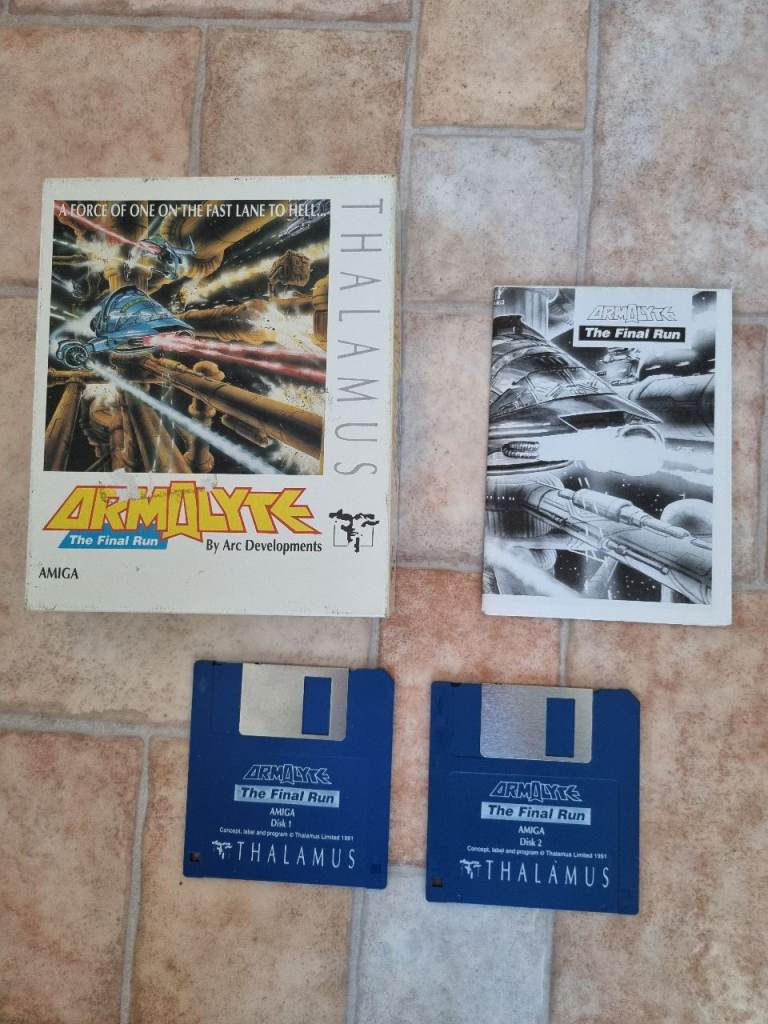 A FORCE OF ONE ON THE FAST LANE TO HELL...
THALAMUS
ARMALYTE
The Final Run
By Arc Developments
AMIGA
ARMALYTE
The Final Run
ARMALYTE
The Final Run
AMIGA
Disk 1
Concept, label and program © Thalamus Limited 1991
THALAMUS
ARMALYTE
The Final Run
AMIGA
Disk 2
Concept, label and program © Thalamus Limited 1991
THALAMUS